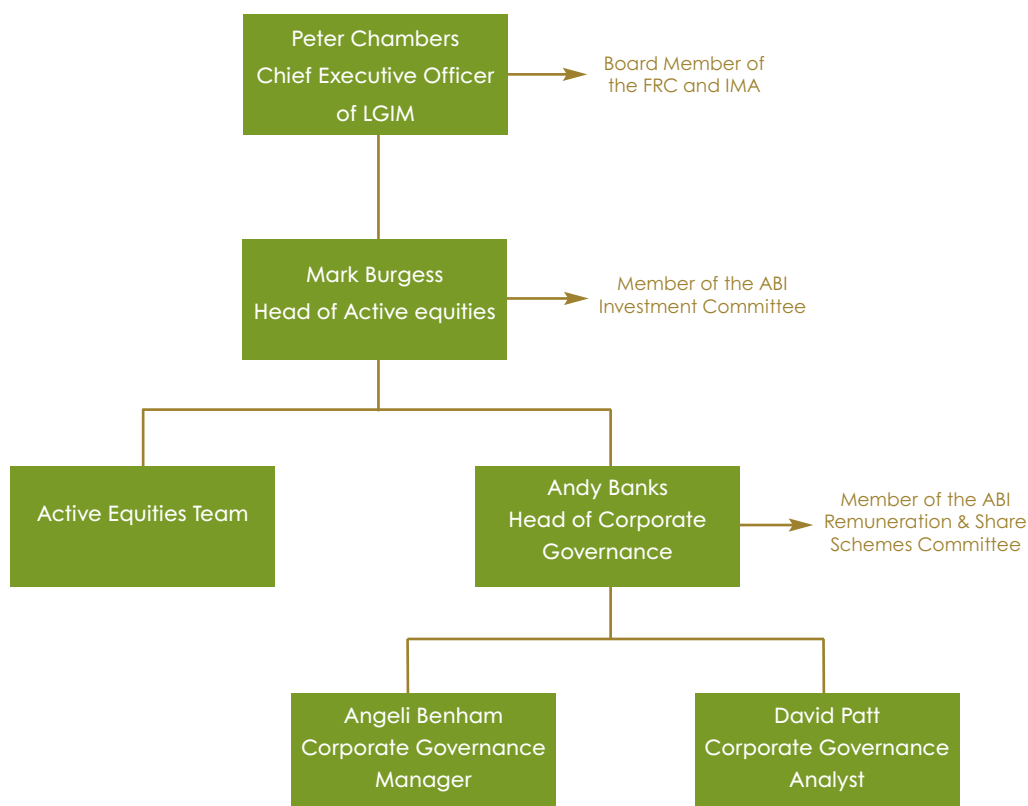 Peter Chambers
Chief Executive Officer
of LGIM
Board Member of
the FRC and IMA
Mark Burgess
Head of Active equities
Member of the ABI
Investment Committee
Active Equities Team
Andy Banks
Head of Corporate
Governance
Member of the ABI
Remuneration & Share
Schemes Committee
Angeli Benham
Corporate Governance
Manager
David Patt
Corporate Governance
Analyst